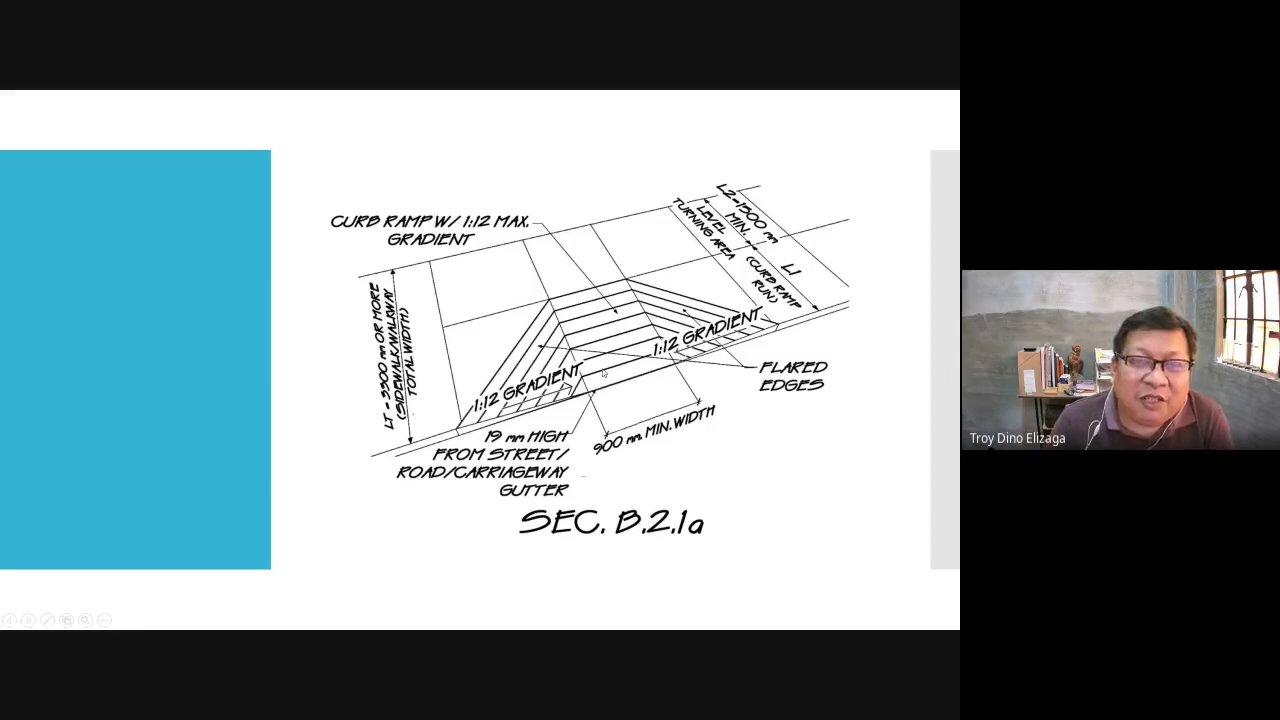 CURB RAMP W/ 1:12 MAX.
GRADIENT
L2=1500 mm
MIN.
LEVEL
TURNING AREA
L1
(CURB RAMP
RUN)
LT = 3300 mm OR MORE
(SIDEWALK/WALKWAY
TOTAL WIDTH)
1:12 GRADIENT
1:12 GRADIENT
FLARED
EDGES
19 mm HIGH
FROM STREET/
ROAD/CARRIAGEWAY
GUTTER
900 mm. MIN. WIDTH
SEC. B.2.1a
Troy Dino Elizaga